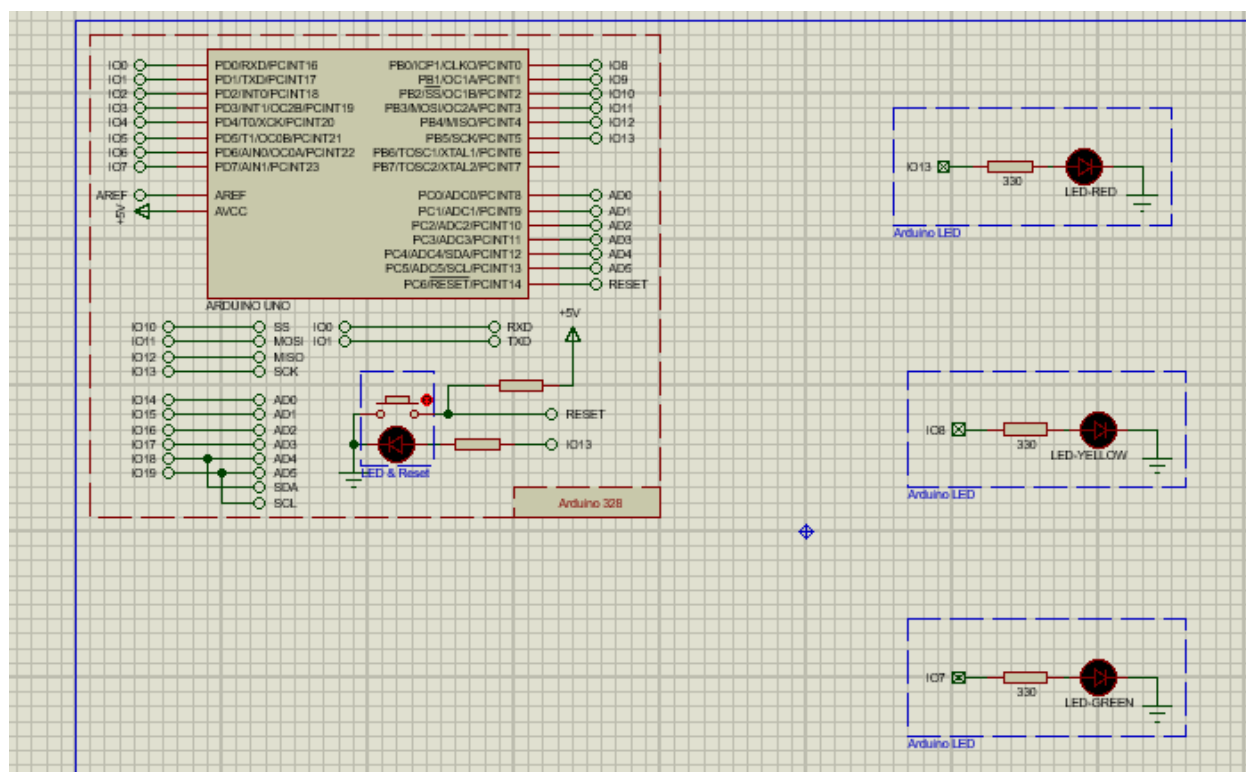 IO0 PD0/RXD/PCINT16 PB0/ICP1/CLKO/PCINT0 IO8
IO1 PD1/TXD/PCINT17 PB1/OC1A/PCINT1 IO9
IO2 PD2/INT0/PCINT18 PB2/SS/OC1B/PCINT2 IO10
IO3 PD3/INT1/OC2B/PCINT19 PB3/MOSI/OC2A/PCINT3 IO11
IO4 PD4/T0/XCK/PCINT20 PB4/MISO/PCINT4 IO12
IO5 PD5/T1/OC0B/PCINT21 PB5/SCK/PCINT5 IO13
IO6 PD6/AIN0/OC0A/PCINT22 PB6/TOSC1/XTAL1/PCINT6
IO7 PD7/AIN1/PCINT23 PB7/TOSC2/XTAL2/PCINT7
AREF AREF PC0/ADC0/PCINT8 AD0
+5V AVCC PC1/ADC1/PCINT9 AD1
PC2/ADC2/PCINT10 AD2
PC3/ADC3/PCINT11 AD3
PC4/ADC4/SDA/PCINT12 AD4
PC5/ADC5/SCL/PCINT13 AD5
PC6/RESET/PCINT14 RESET
ARDUINO UNO
+5V
IO10 SS IO0 RXD
IO11 MOSI IO1 TXD
IO12 MISO
IO13 SCK
IO14 AD0
IO15 AD1 RESET
IO16 AD2
IO17 AD3 IO13
IO18 AD4
IO19 AD5 LED & Reset
SDA
SCL Arduino 328
IO13
330
LED-RED
Arduino LED
IO8
330
LED-YELLOW
Arduino LED
IO7
330
LED-GREEN
Arduino LED